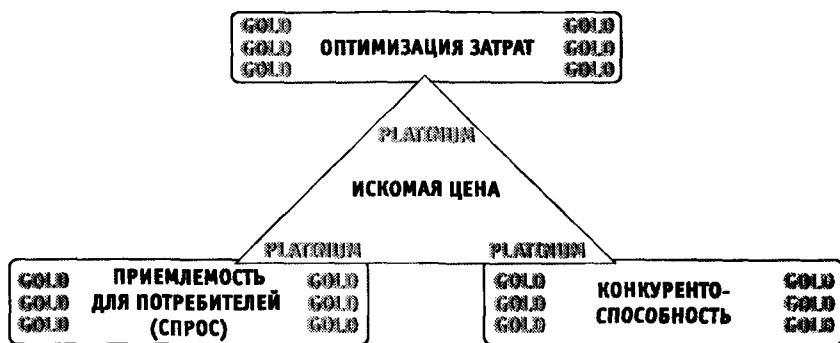 GOLD GOLD
GOLD ОПТИМИЗАЦИЯ ЗАТРАТ GOLD
GOLD GOLD
PLATINUM
ИСКОМАЯ ЦЕНА
PLATINUM PLATINUM
GOLD ПРИЕМЛЕМОСТЬ GOLD
GOLD ДЛЯ ПОТРЕБИТЕЛЕЙ GOLD
GOLD (СПРОС) GOLD
GOLD КОНКУРЕНТО- GOLD
GOLD СПОСОБНОСТЬ GOLD
GOLD GOLD